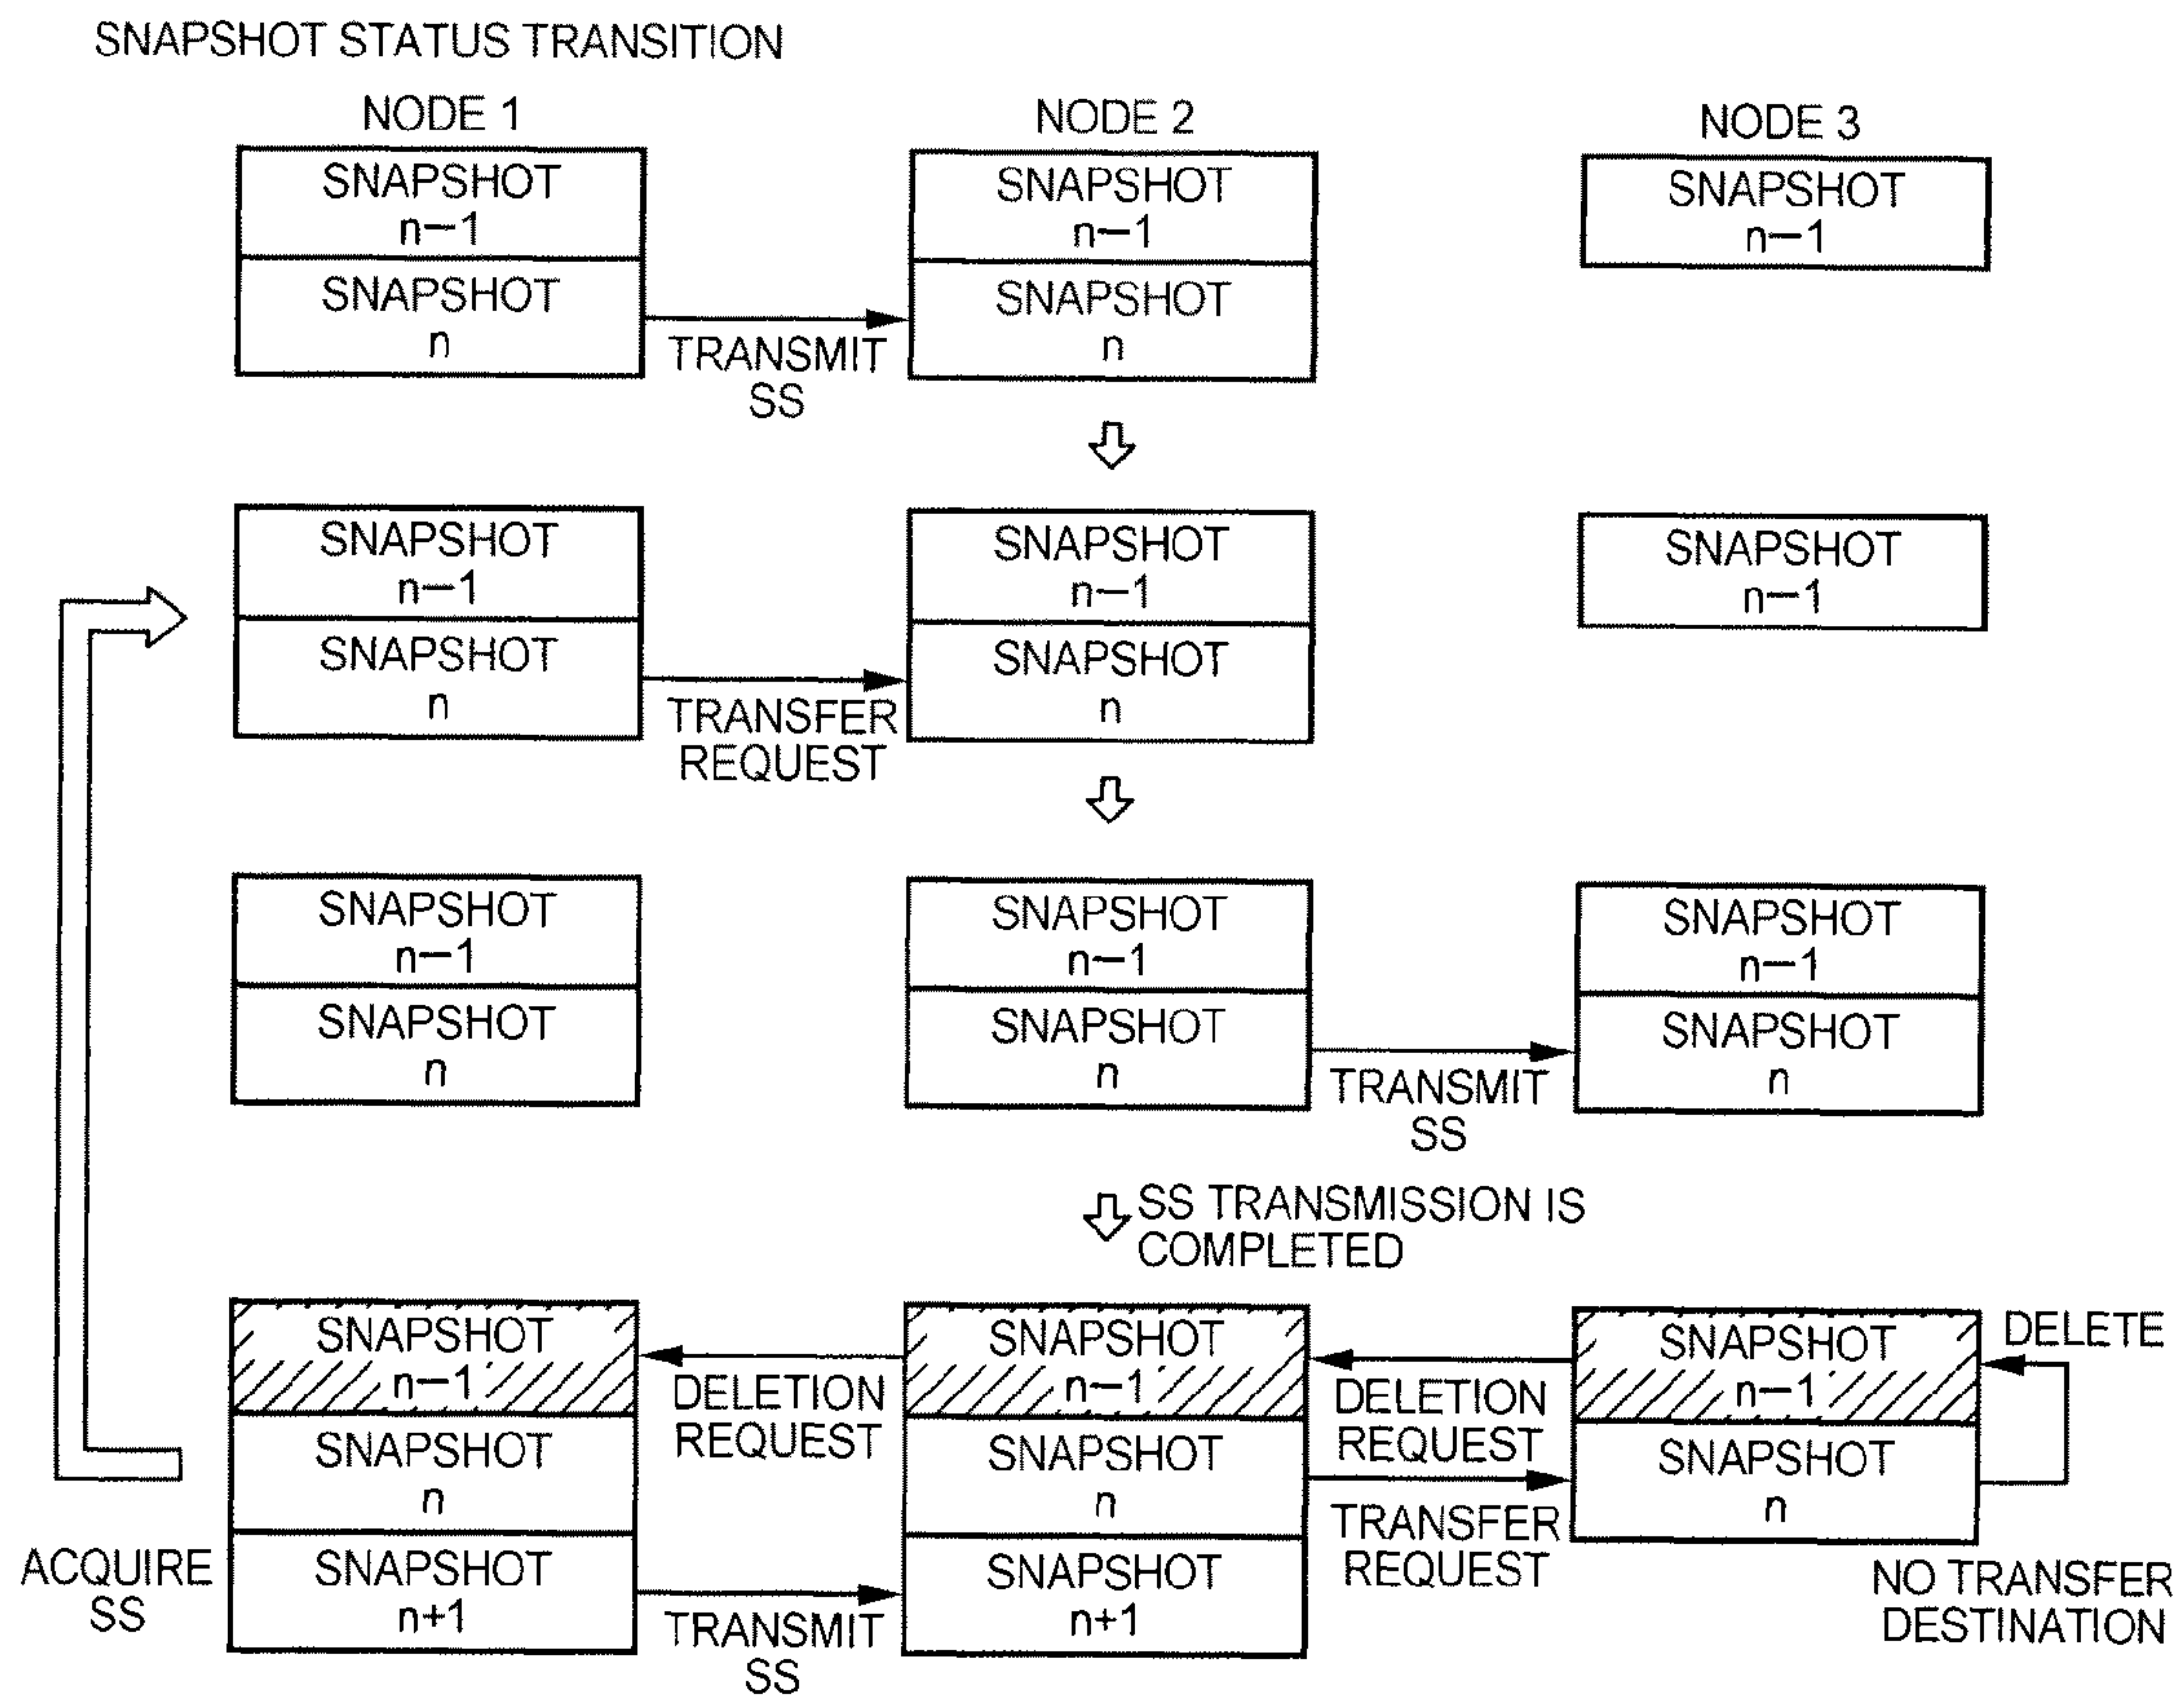 SNAPSHOT STATUS TRANSITION
NODE 1
NODE 2
NODE 3
SNAPSHOT
n−1
SNAPSHOT
n
TRANSMIT
SS
SNAPSHOT
n−1
SNAPSHOT
n
SNAPSHOT
n−1
SNAPSHOT
n−1
SNAPSHOT
n
TRANSFER
REQUEST
SNAPSHOT
n−1
SNAPSHOT
n
SNAPSHOT
n−1
SNAPSHOT
n−1
SNAPSHOT
n
SNAPSHOT
n−1
SNAPSHOT
n
TRANSMIT
SS
SNAPSHOT
n−1
SNAPSHOT
n
SS TRANSMISSION IS
COMPLETED
ACQUIRE
SS
SNAPSHOT
n−1
SNAPSHOT
n
SNAPSHOT
n+1
DELETION
REQUEST
TRANSMIT
SS
SNAPSHOT
n−1
SNAPSHOT
n
SNAPSHOT
n+1
DELETION
REQUEST
TRANSFER
REQUEST
SNAPSHOT
n−1
SNAPSHOT
n
DELETE
NO TRANSFER
DESTINATION